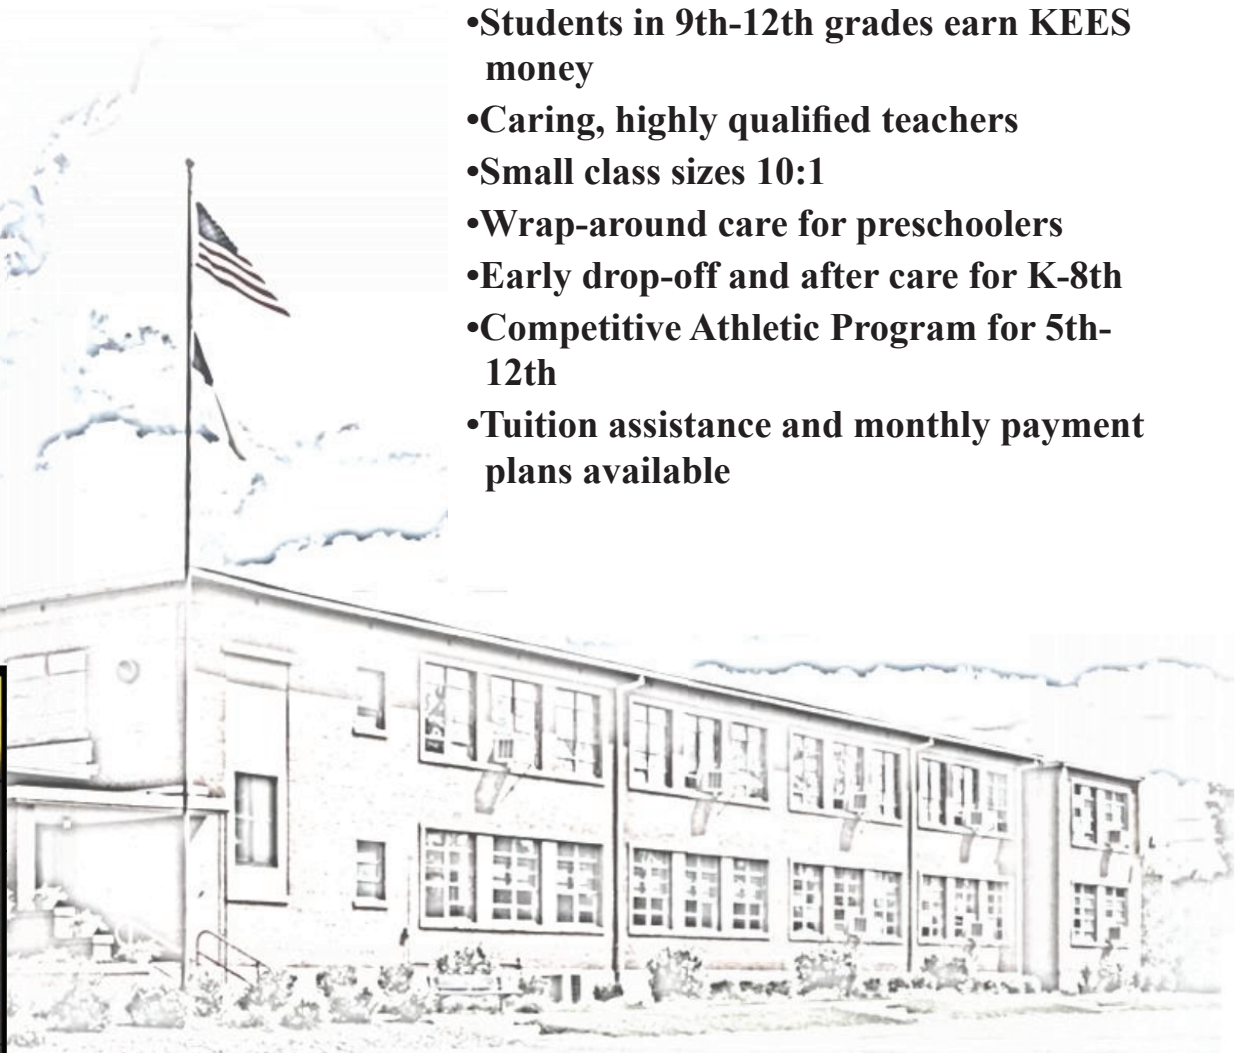 •Students in 9th-12th grades earn KEES
money
•Caring, highly qualified teachers
•Small class sizes 10:1
•Wrap-around care for preschoolers
•Early drop-off and after care for K-8th
•Competitive Athletic Program for 5th-
12th
•Tuition assistance and monthly payment
plans available